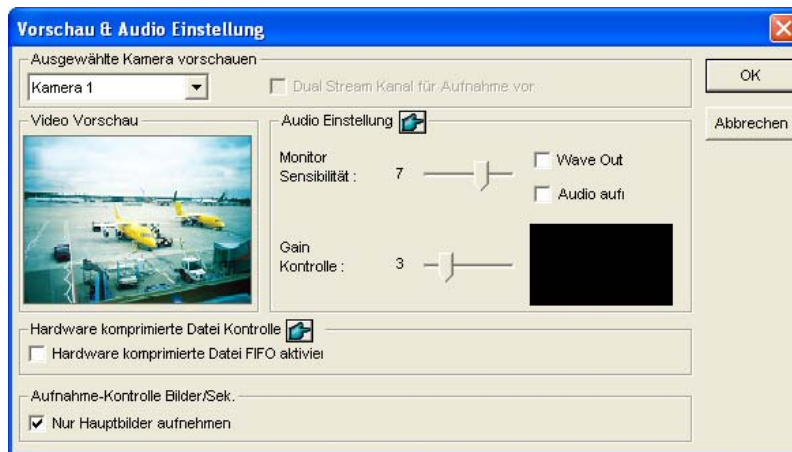 Vorschau & Audio Einstellung
Ausgewählte Kamera vorschauen
Kamera 1
Dual Stream Kanal für Aufnahme vor
OK
Abbrechen
Video Vorschau
Audio Einstellung
Monitor
Sensibilität :
7
Wave Out
Audio aufi
Gain
Kontrolle :
3
Hardware komprimierte Datei Kontrolle
Hardware komprimierte Datei FIFO aktivier
Aufnahme-Kontrolle Bilder/Sek.
Nur Hauptbilder aufnehmen